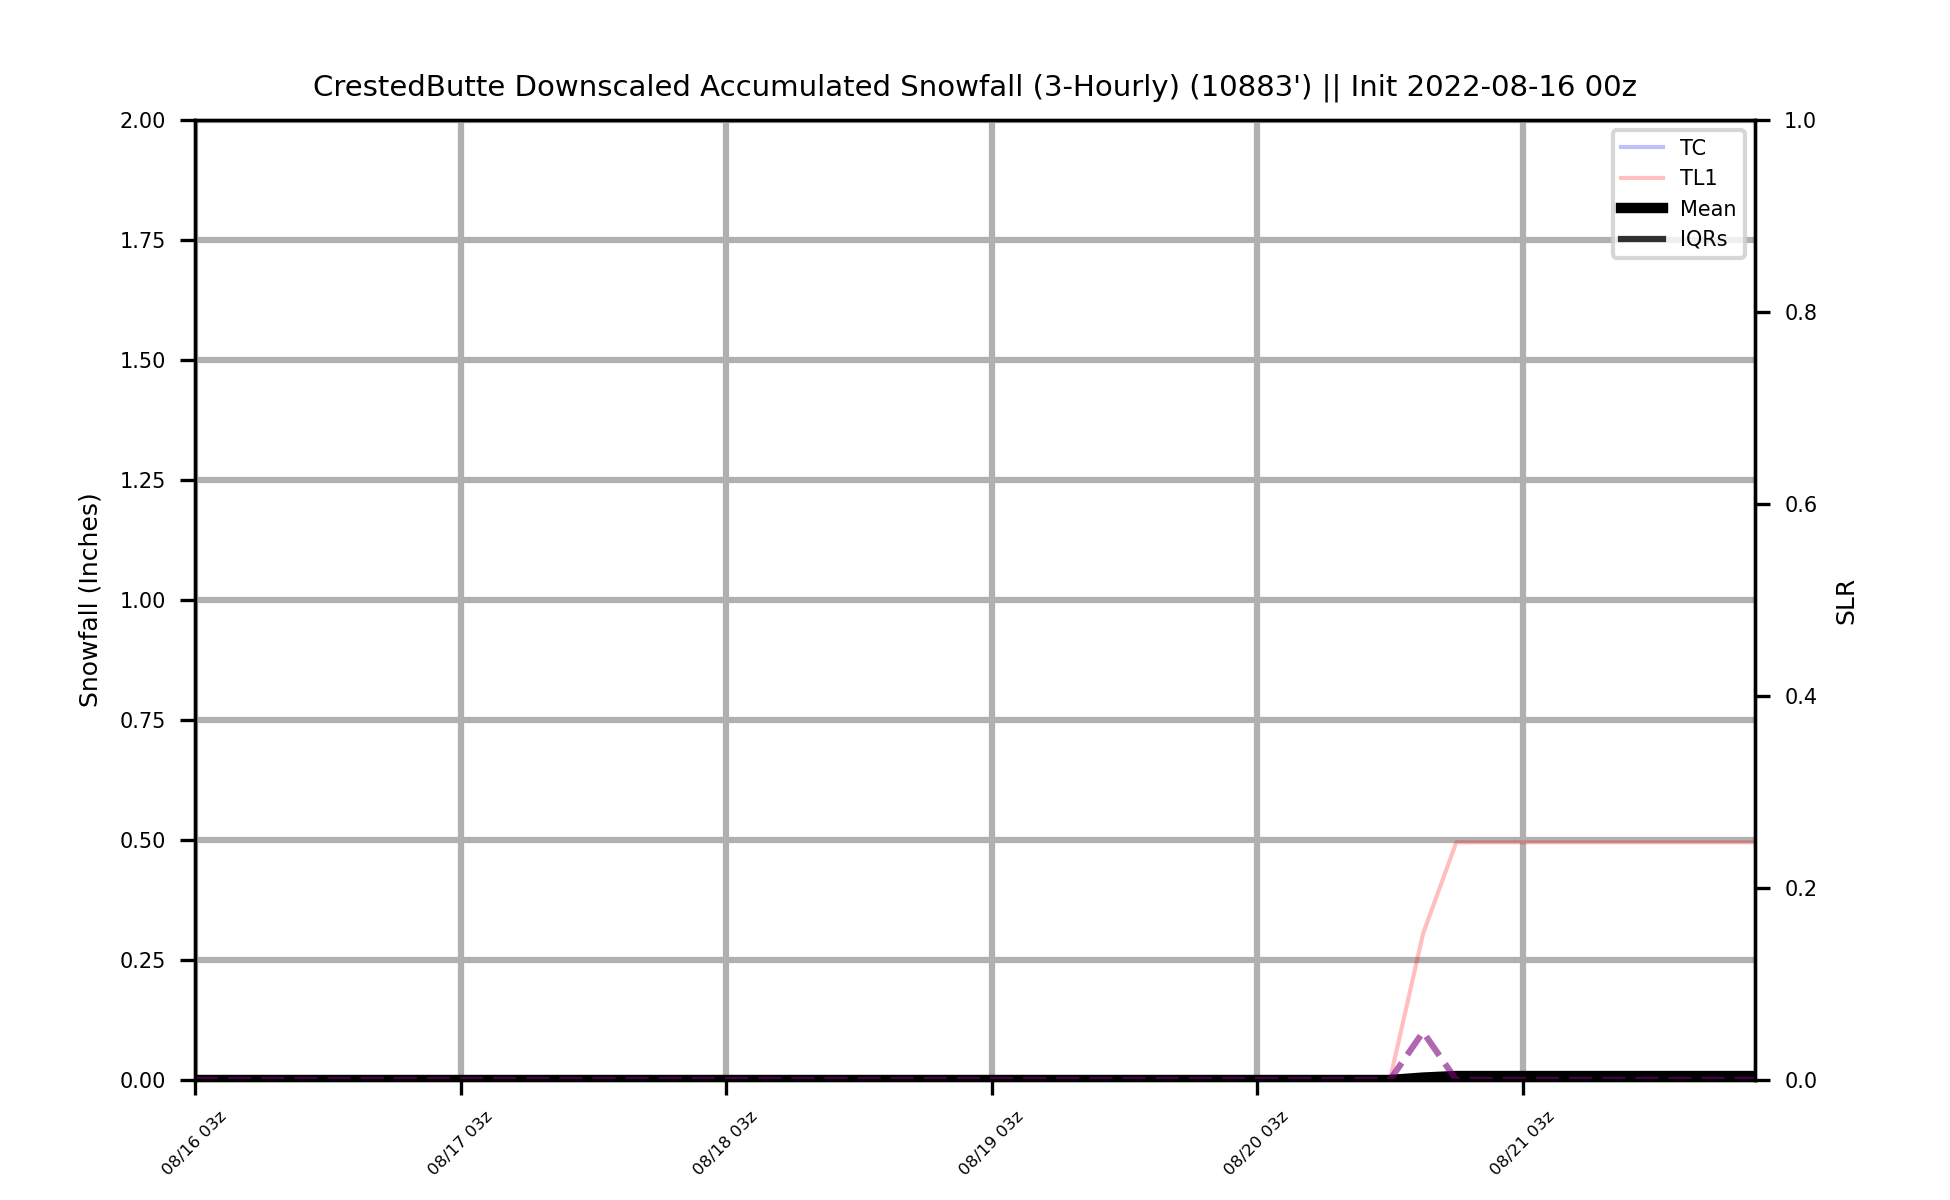 CrestedButte Downscaled Accumulated Snowfall (3-Hourly) (10883') || Init 2022-08-16 00z
2.00
1.75
1.50
1.25
1.00
0.75
0.50
0.25
0.00
Snowfall (Inches)
1.0
0.8
0.6
0.4
0.2
0.0
SLR
TC
TL1
Mean
IQRs
08/16 03z
08/17 03z
08/18 03z
08/19 03z
08/20 03z
08/21 03z